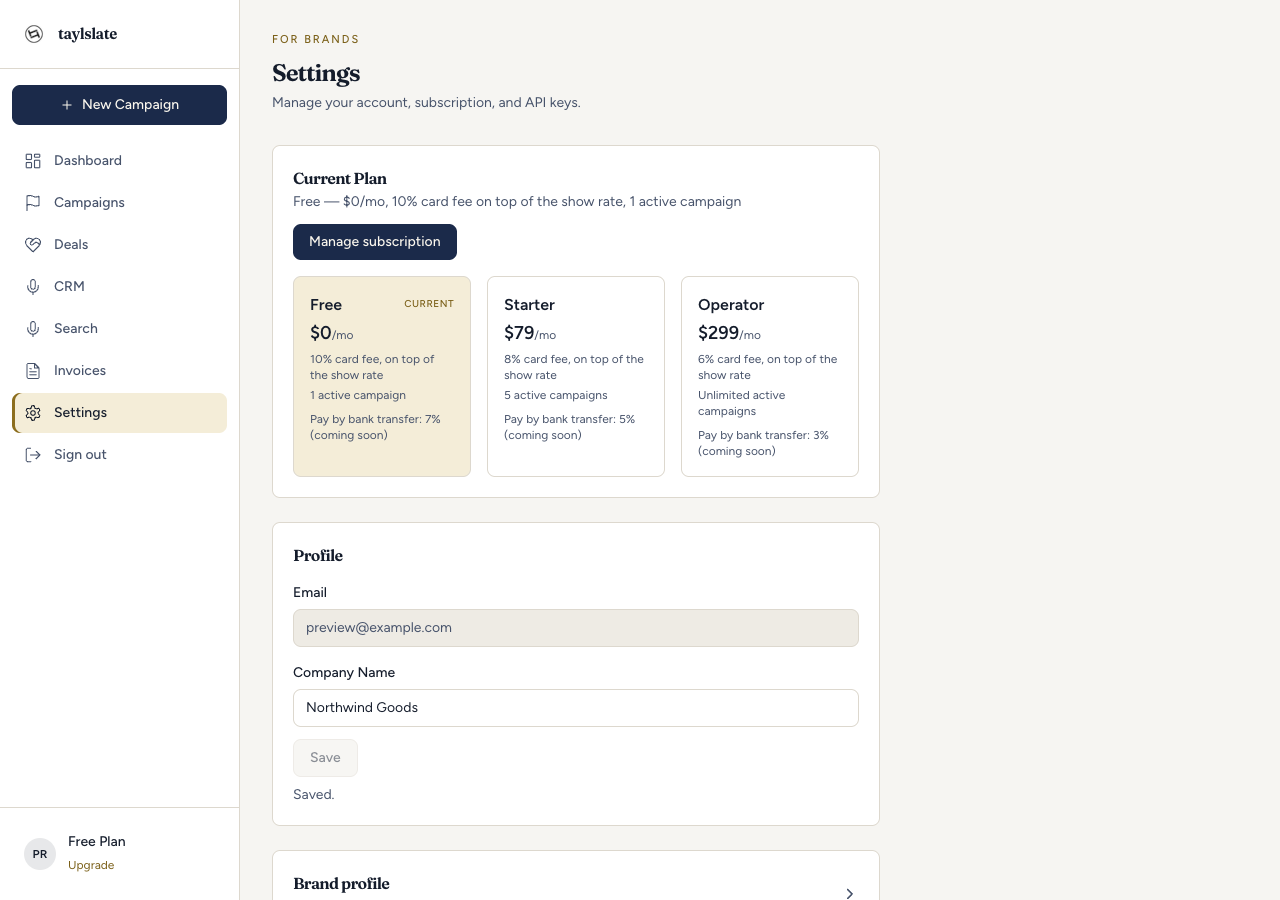 taylslate
New Campaign
Dashboard
Campaigns
Deals
CRM
Search
Invoices
Settings
Sign out
PR
Free Plan
Upgrade
FOR BRANDS
Settings
Manage your account, subscription, and API keys.
Current Plan
Free — $0/mo, 10% card fee on top of the show rate, 1 active campaign
Manage subscription
Free
CURRENT
$0/mo
10% card fee, on top of
the show rate
1 active campaign
Pay by bank transfer: 7%
(coming soon)
Starter
$79/mo
8% card fee, on top of the
show rate
5 active campaigns
Pay by bank transfer: 5%
(coming soon)
Operator
$299/mo
6% card fee, on top of the
show rate
Unlimited active
campaigns
Pay by bank transfer: 3%
(coming soon)
Profile
Email
preview@example.com
Company Name
Northwind Goods
Save
Saved.
Brand profile